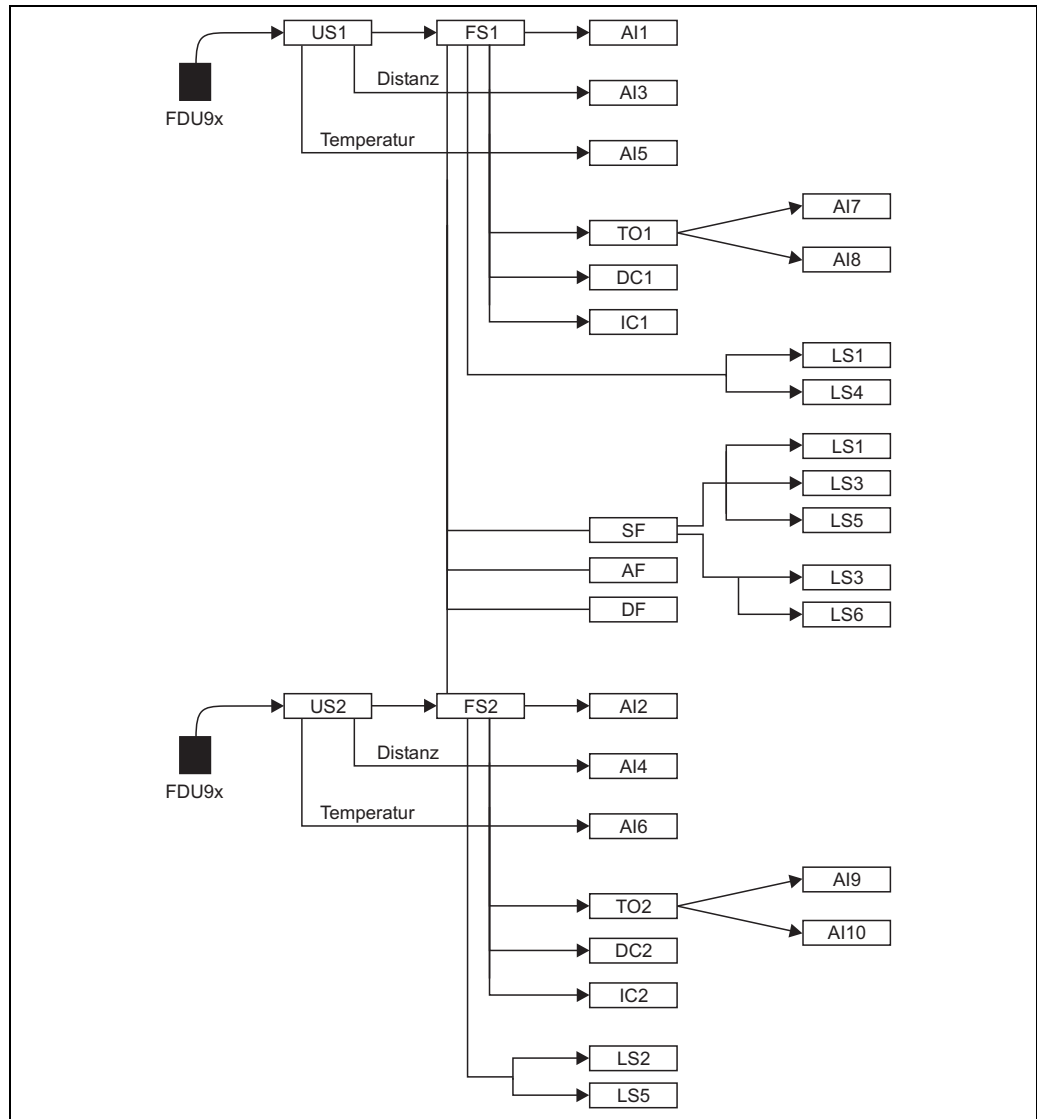 US1
FS1
AI1
Distanz
AI3
FDU9x
Temperatur
AI5
AI7
TO1
AI8
DC1
IC1
LS1
LS4
LS1
LS3
LS5
SF
AF
LS3
DF
LS6
US2
FS2
AI2
Distanz
AI4
FDU9x
Temperatur
AI6
AI9
TO2
AI10
DC2
IC2
LS2
LS5